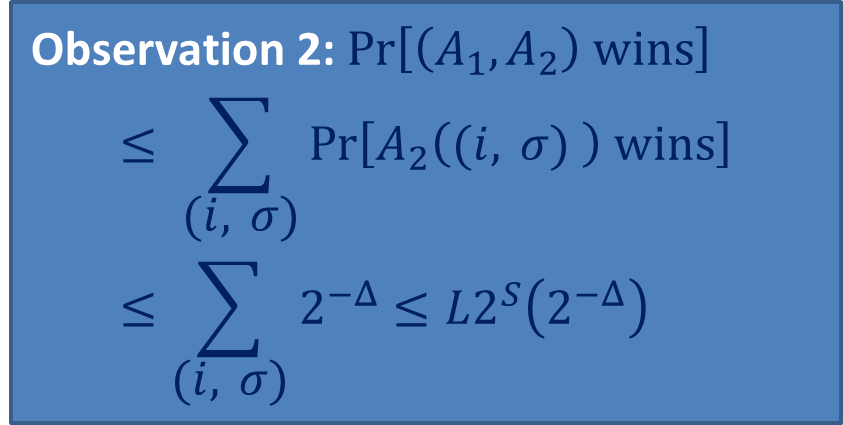 Observation 2: Pr[(A₁, A₂) wins]
≤ ∑ Pr[A₂((i, σ) ) wins]
(i, σ)
≤ ∑ 2^{−Δ} ≤ L2^S(2^{−Δ})
(i, σ)